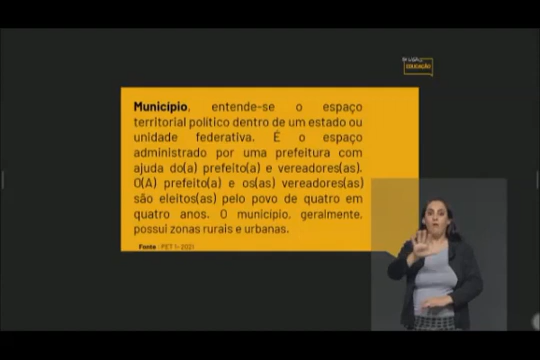 EDUCAÇÃO
Município, entende-se o espaço
territorial político dentro de um estado ou
unidade federativa. É o espaço
administrado por uma prefeitura com
ajuda do(a) prefeito(a) e vereadores(as).
O(A) prefeito(a) e os(as) vereadores(as)
são eleitos(as) pelo povo de quatro em
quatro anos. O município, geralmente,
possui zonas rurais e urbanas.
Fonte : PET 1- 2021